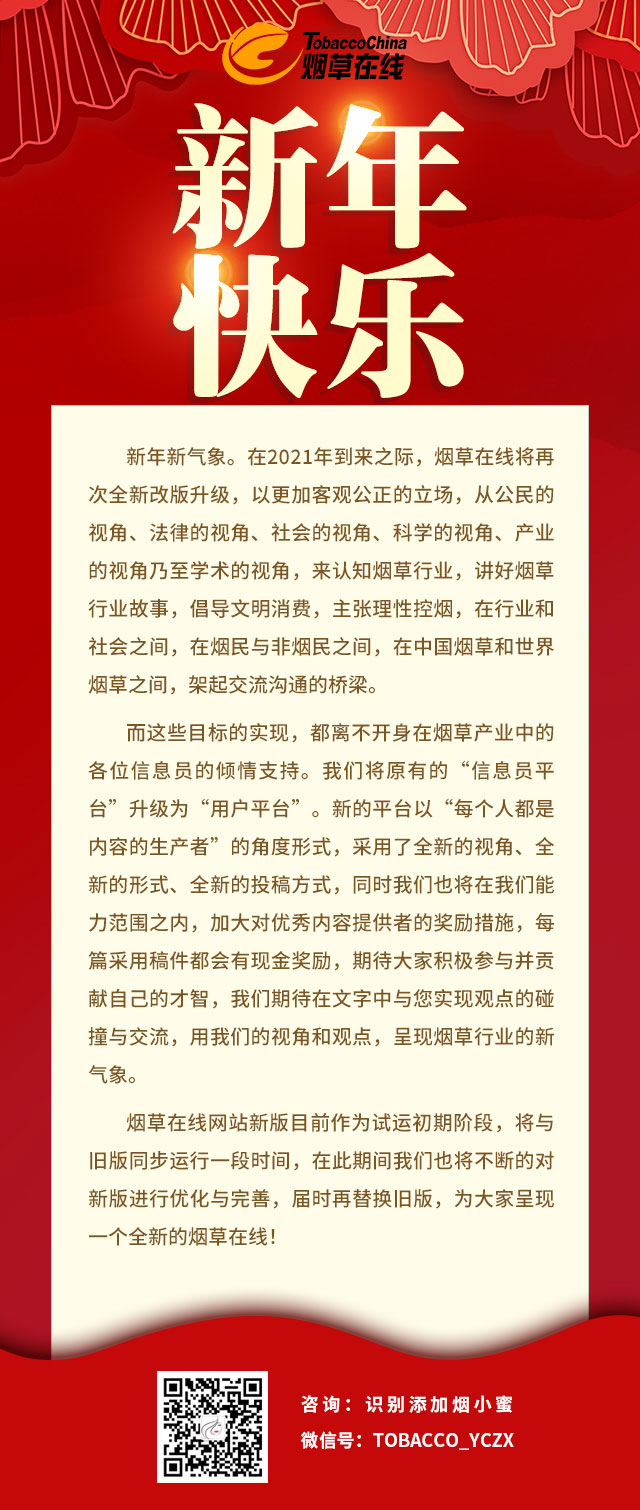 TobaccoChina
烟草在线
新年
快乐
新年新气象。在2021年到来之际，烟草在线将再
次全新改版升级，以更加客观公正的立场，从公民的
视角、法律的视角、社会的视角、科学的视角、产业
的视角乃至学术的视角，来认知烟草行业，讲好烟草
行业故事，倡导文明消费，主张理性控烟，在行业和
社会之间，在烟民与非烟民之间，在中国烟草和世界
烟草之间，架起交流沟通的桥梁。
而这些目标的实现，都离不开身在烟草产业中的
各位信息员的倾情支持。我们将原有的“信息员平
台”升级为“用户平台”。新的平台以“每个人都是
内容的生产者”的角度形式，采用了全新的视角、全
新的形式、全新的投稿方式，同时我们也将在我们能
力范围之内，加大对优秀内容提供者的奖励措施，每
篇采用稿件都会有现金奖励，期待大家积极参与并贡
献自己的才智，我们期待在文字中与您实现观点的碰
撞与交流，用我们的视角和观点，呈现烟草行业的新
气象。
烟草在线网站新版目前作为试运初期阶段，将与
旧版同步运行一段时间，在此期间我们也将不断的对
新版进行优化与完善，届时再替换旧版，为大家呈现
一个全新的烟草在线！
咨询：识别添加烟小蜜
微信号：TOBACCO_YCZX